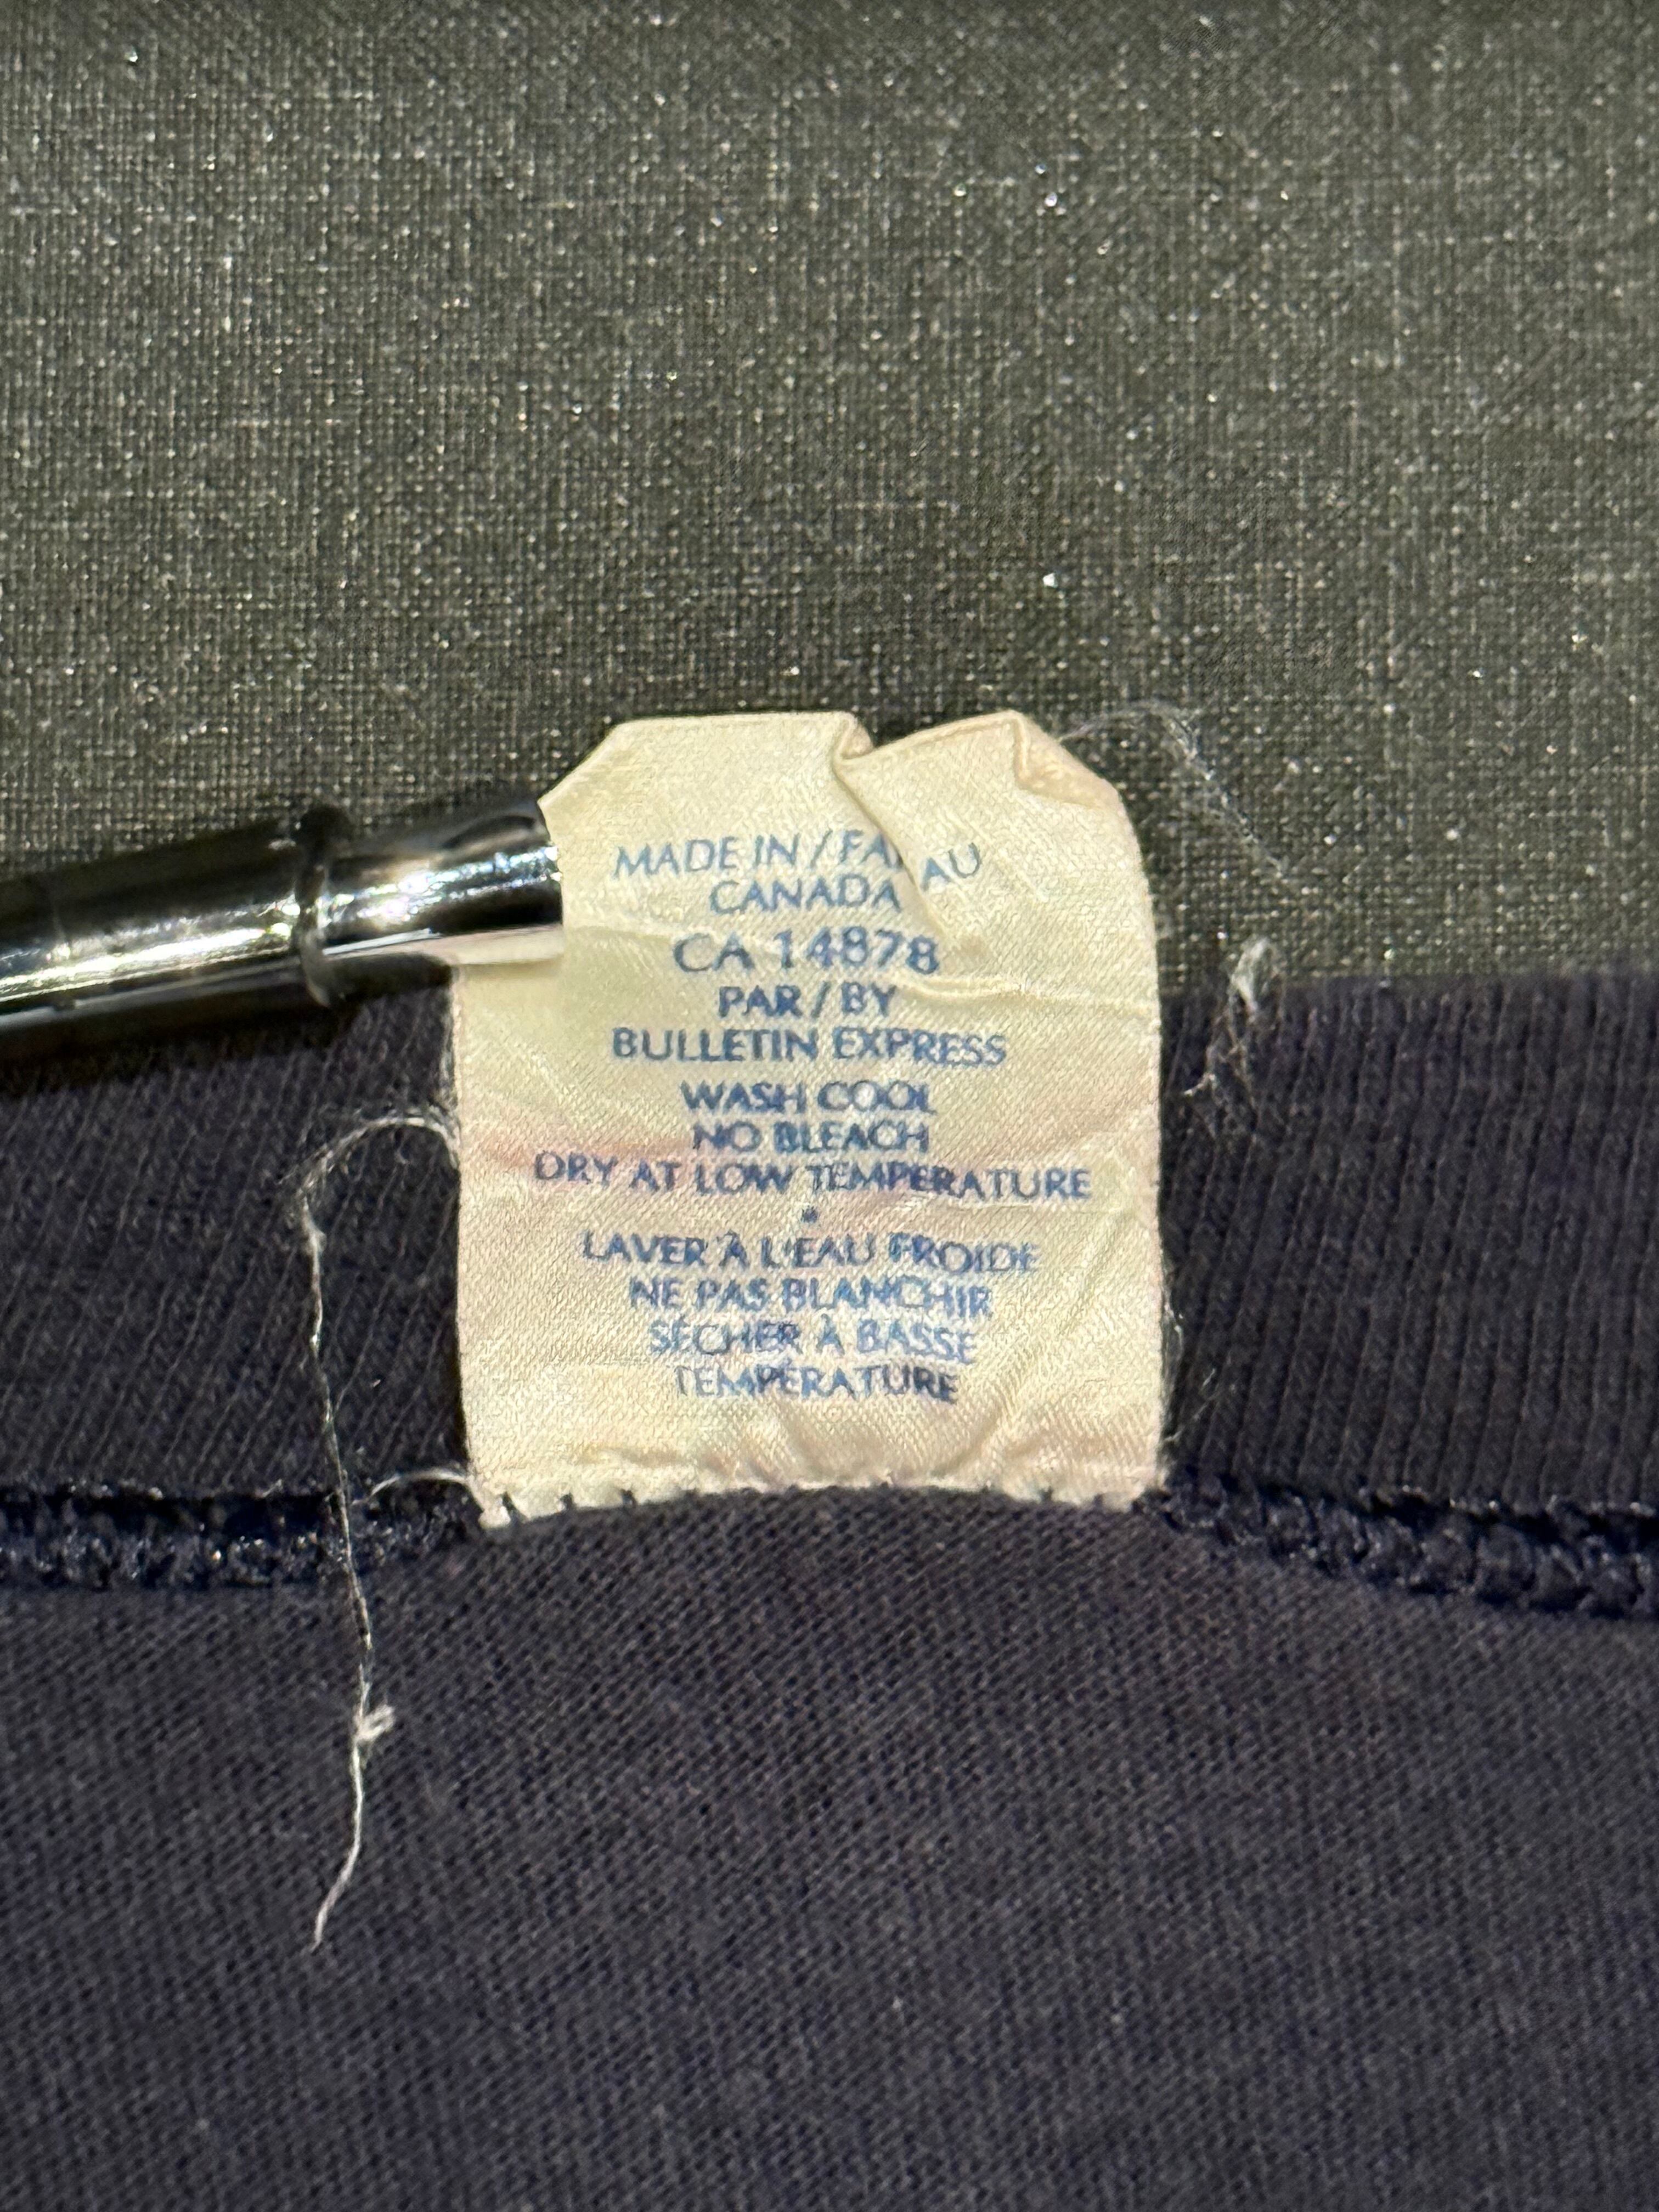 MADE IN / FA AU
CANADA
CA 14878
PAR / BY
BULLETIN EXPRESS
WASH COOL
NO BLEACH
DRY AT LOW TEMPERATURE
•
LAVER À L'EAU FROIDE
NE PAS BLANCHIR
SÉCHER À BASSE
TEMPÉRATURE